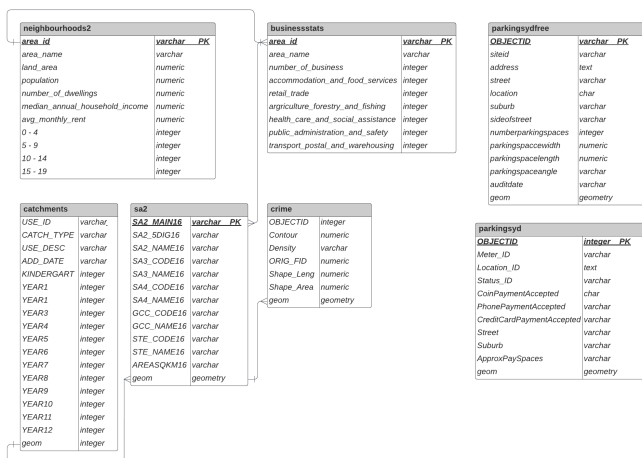 neighbourhoods2
area_id varchar PK
area_name varchar
land_area numeric
population numeric
number_of_dwellings numeric
median_annual_household_income numeric
avg_monthly_rent numeric
0 - 4 integer
5 - 9 integer
10 - 14 integer
15 - 19 integer
businessstats
area_id varchar PK
area_name varchar
number_of_business integer
accommodation_and_food_services integer
retail_trade integer
argriculture_forestry_and_fishing integer
health_care_and_social_assistance integer
public_administration_and_safety integer
transport_postal_and_warehousing integer
parkingsydfree
OBJECTID varchar PK
siteid varchar
address text
street varchar
location char
suburb varchar
sideofstreet varchar
numberparkingspaces integer
parkingspaccewidth numeric
parkingspacelength numeric
parkingspaceangle varchar
auditdate varchar
geom geometry
catchments
USE_ID varchar
CATCH_TYPE varchar
USE_DESC varchar
ADD_DATE varchar
KINDERGART integer
YEAR1 integer
YEAR1 integer
YEAR3 integer
YEAR4 integer
YEAR5 integer
YEAR6 integer
YEAR7 integer
YEAR8 integer
YEAR9 integer
YEAR10 integer
YEAR11 integer
YEAR12 integer
geom integer
sa2
SA2_MAIN16 varchar PK
SA2_5DIG16 varchar
SA2_NAME16 varchar
SA3_CODE16 varchar
SA3_NAME16 varchar
SA4_CODE16 varchar
SA4_NAME16 varchar
GCC_CODE16 varchar
GCC_NAME16 varchar
STE_CODE16 varchar
STE_NAME16 varchar
AREASQKM16 varchar
geom geometry
crime
OBJECTID integer
Contour numeric
Density varchar
ORIG_FID numeric
Shape_Leng numeric
Shape_Area numeric
geom geometry
parkingsyd
OBJECTID integer PK
Meter_ID varchar
Location_ID text
Status_ID varchar
CoinPaymentAccepted char
PhonePaymentAccepted varchar
CreditCardPaymentAccepted varchar
Street varchar
Suburb varchar
ApproxPaySpaces varchar
geom geometry